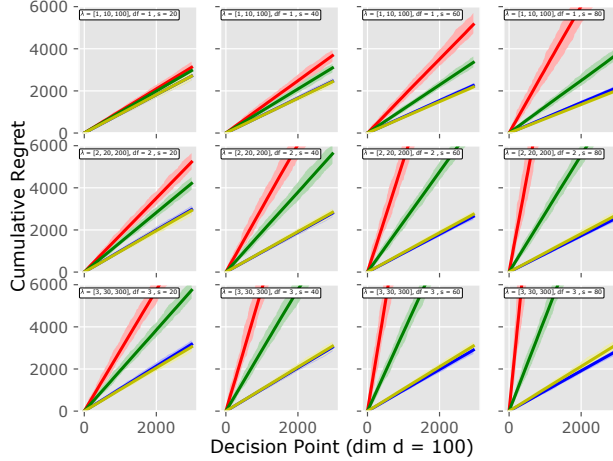 6000
λ = [1, 10, 100], df = 1 , s = 20
λ = [1, 10, 100], df = 1 , s = 40
λ = [1, 10, 100], df = 1 , s = 60
λ = [1, 10, 100], df = 1 , s = 80
4000
2000
0
6000
λ = [2, 20, 200], df = 2 , s = 20
λ = [2, 20, 200], df = 2 , s = 40
λ = [2, 20, 200], df = 2 , s = 60
λ = [2, 20, 200], df = 2 , s = 80
4000
2000
0
6000
λ = [3, 30, 300], df = 3 , s = 20
λ = [3, 30, 300], df = 3 , s = 40
λ = [3, 30, 300], df = 3 , s = 60
λ = [3, 30, 300], df = 3 , s = 80
4000
2000
0
0 2000 0 2000 0 2000 0 2000
Cumulative Regret
Decision Point (dim d = 100)